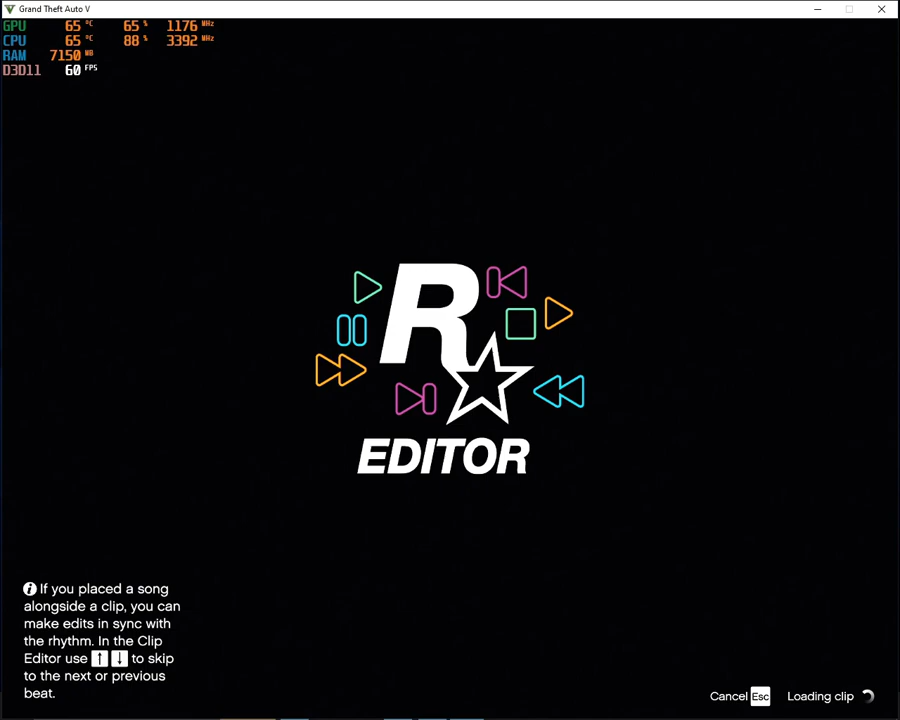 Grand Theft Auto V
GPU 65 °C 65 % 1176 MHz
CPU 65 °C 88 % 3392 MHz
RAM 7150 MB
D3D11 60 FPS
R
EDITOR
If you placed a song
alongside a clip, you can
make edits in sync with
the rhythm. In the Clip
Editor use ↑ ↓ to skip
to the next or previous
beat.
Cancel Esc Loading clip